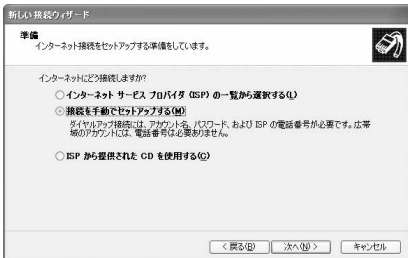 新しい接続ウィザード
準備
インターネット接続をセットアップする準備をしています。
インターネットにどう接続しますか?
インターネット サービス プロバイダ (ISP) の一覧から選択する(L)
接続を手動でセットアップする(M)
ダイヤルアップ接続には、アカウント名、パスワード、および ISP の電話番号が必要です。広帯
域のアカウントには、電話番号は必要ありません。
ISP から提供された CD を使用する(C)
< 戻る(B) 次へ(N) > キャンセル